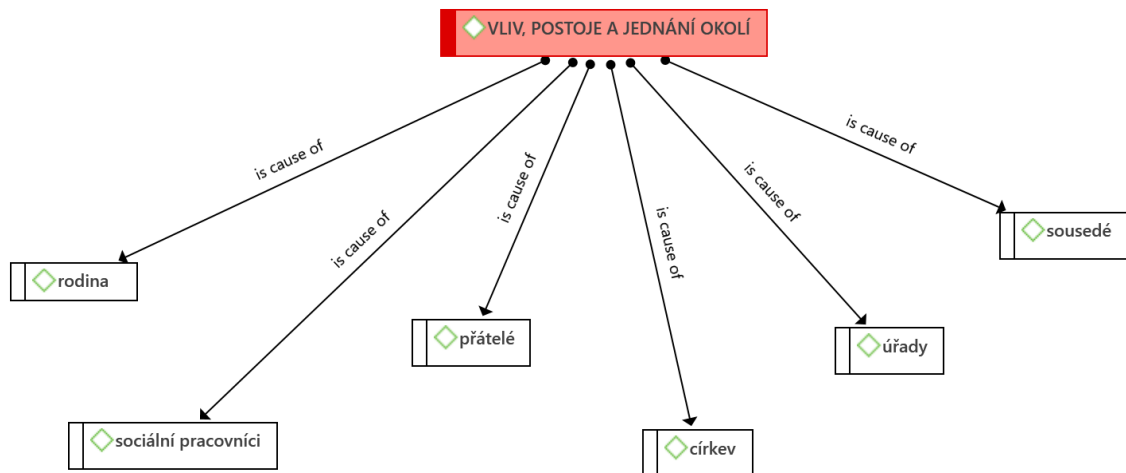 VLIV, POSTOJE A JEDNÁNÍ OKOLÍ
is cause of
is cause of
is cause of
is cause of
is cause of
is cause of
sousedé
rodina
přátelé
úřady
sociální pracovníci
církev